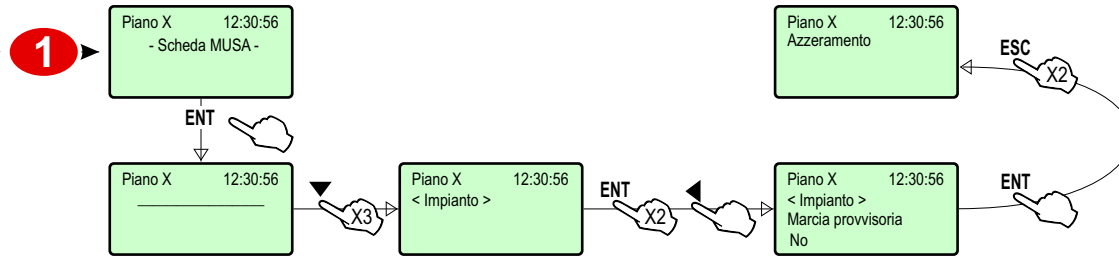 1
Piano X 12:30:56
- Scheda MUSA -
ENT
Piano X 12:30:56
X3
Piano X 12:30:56
< Impianto >
ENT
X2
Piano X 12:30:56
< Impianto >
Marcia provvisoria
No
ENT
ESC
X2
Piano X 12:30:56
Azzeramento